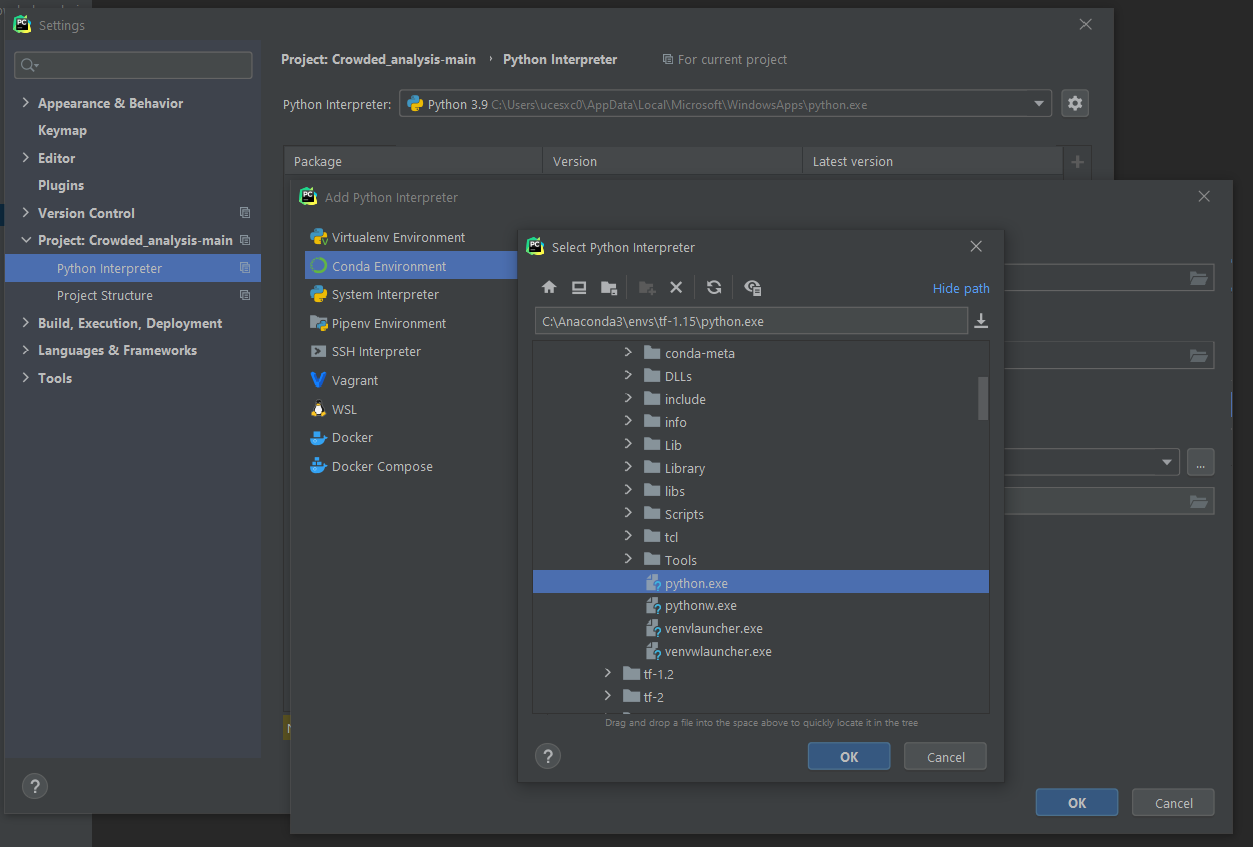 Settings
Project: Crowded_analysis-main › Python Interpreter For current project
Python Interpreter: Python 3.9 C:\Users\ucesxc0\AppData\Local\Microsoft\WindowsApps\python.exe
Appearance & Behavior
Keymap
Editor
Plugins
Version Control
Project: Crowded_analysis-main
Python Interpreter
Project Structure
Build, Execution, Deployment
Languages & Frameworks
Tools
?
Package Version Latest version
Add Python Interpreter
Virtualenv Environment
Conda Environment
System Interpreter
Pipenv Environment
SSH Interpreter
Vagrant
WSL
Docker
Docker Compose
...
Select Python Interpreter
Hide path
C:\Anaconda3\envs\tf-1.15\python.exe
conda-meta
DLLs
include
info
Lib
Library
libs
Scripts
tcl
Tools
python.exe
pythonw.exe
venvlauncher.exe
venvwlauncher.exe
tf-1.2
tf-2
Drag and drop a file into the space above to quickly locate it in the tree
? OK Cancel
OK Cancel